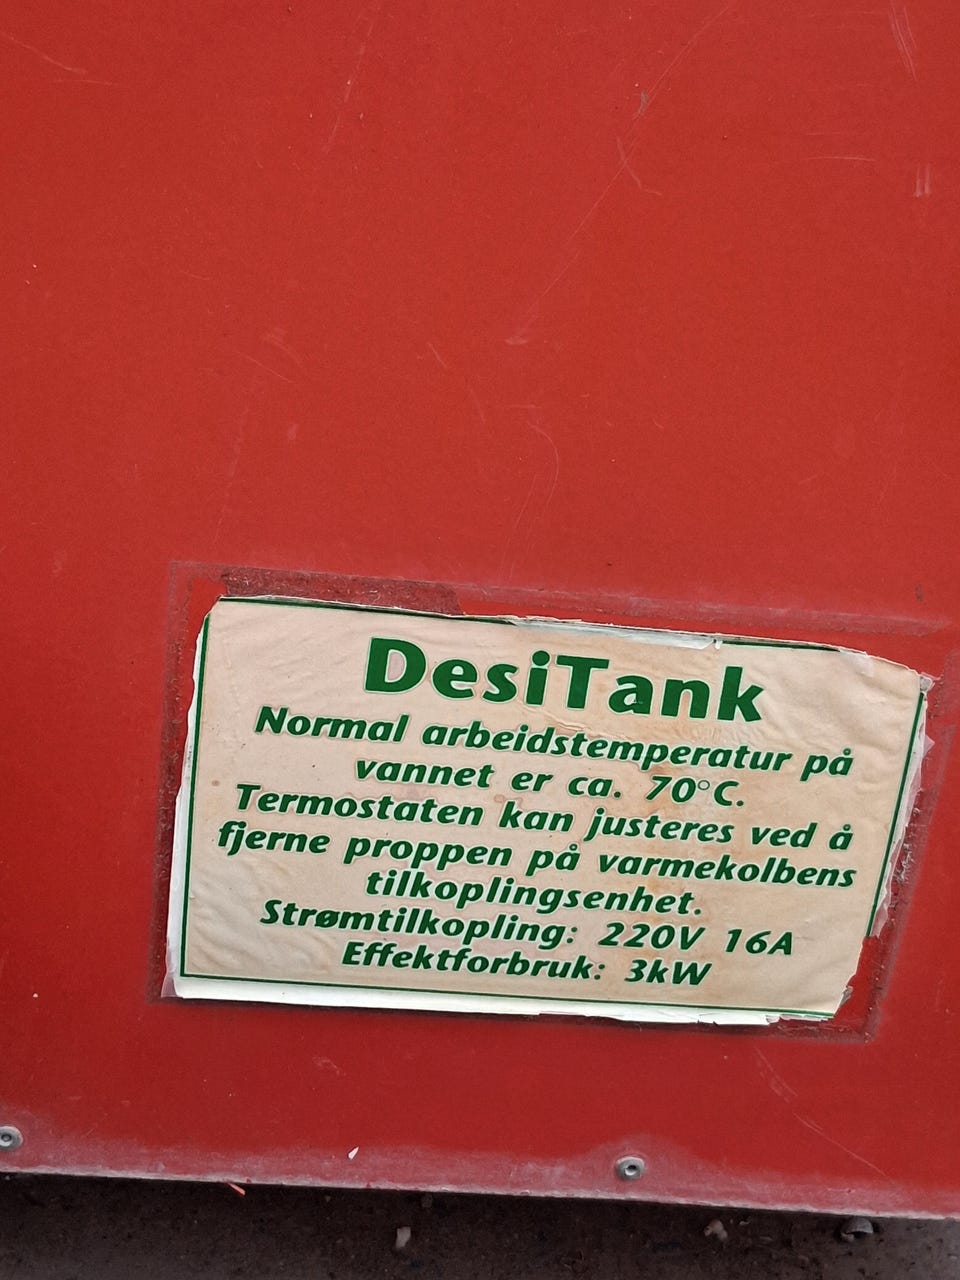 DesiTank
Normal arbeidstemperatur på
vannet er ca. 70°C.
Termostaten kan justeres ved å
fjerne proppen på varmekolbens
tilkoplingsenhet.
Strømtilkopling: 220V 16A
Effektforbruk: 3kW